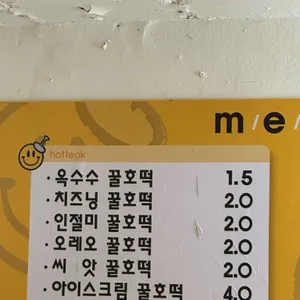 m/e/
hotteok
· 옥수수 꿀호떡 1.5
· 치즈닝 꿀호떡 2.0
· 인절미 꿀호떡 2.0
· 오레오 꿀호떡 2.0
· 씨 앗 꿀호떡 2.0
· 아이스크림 꿀호떡 4.0